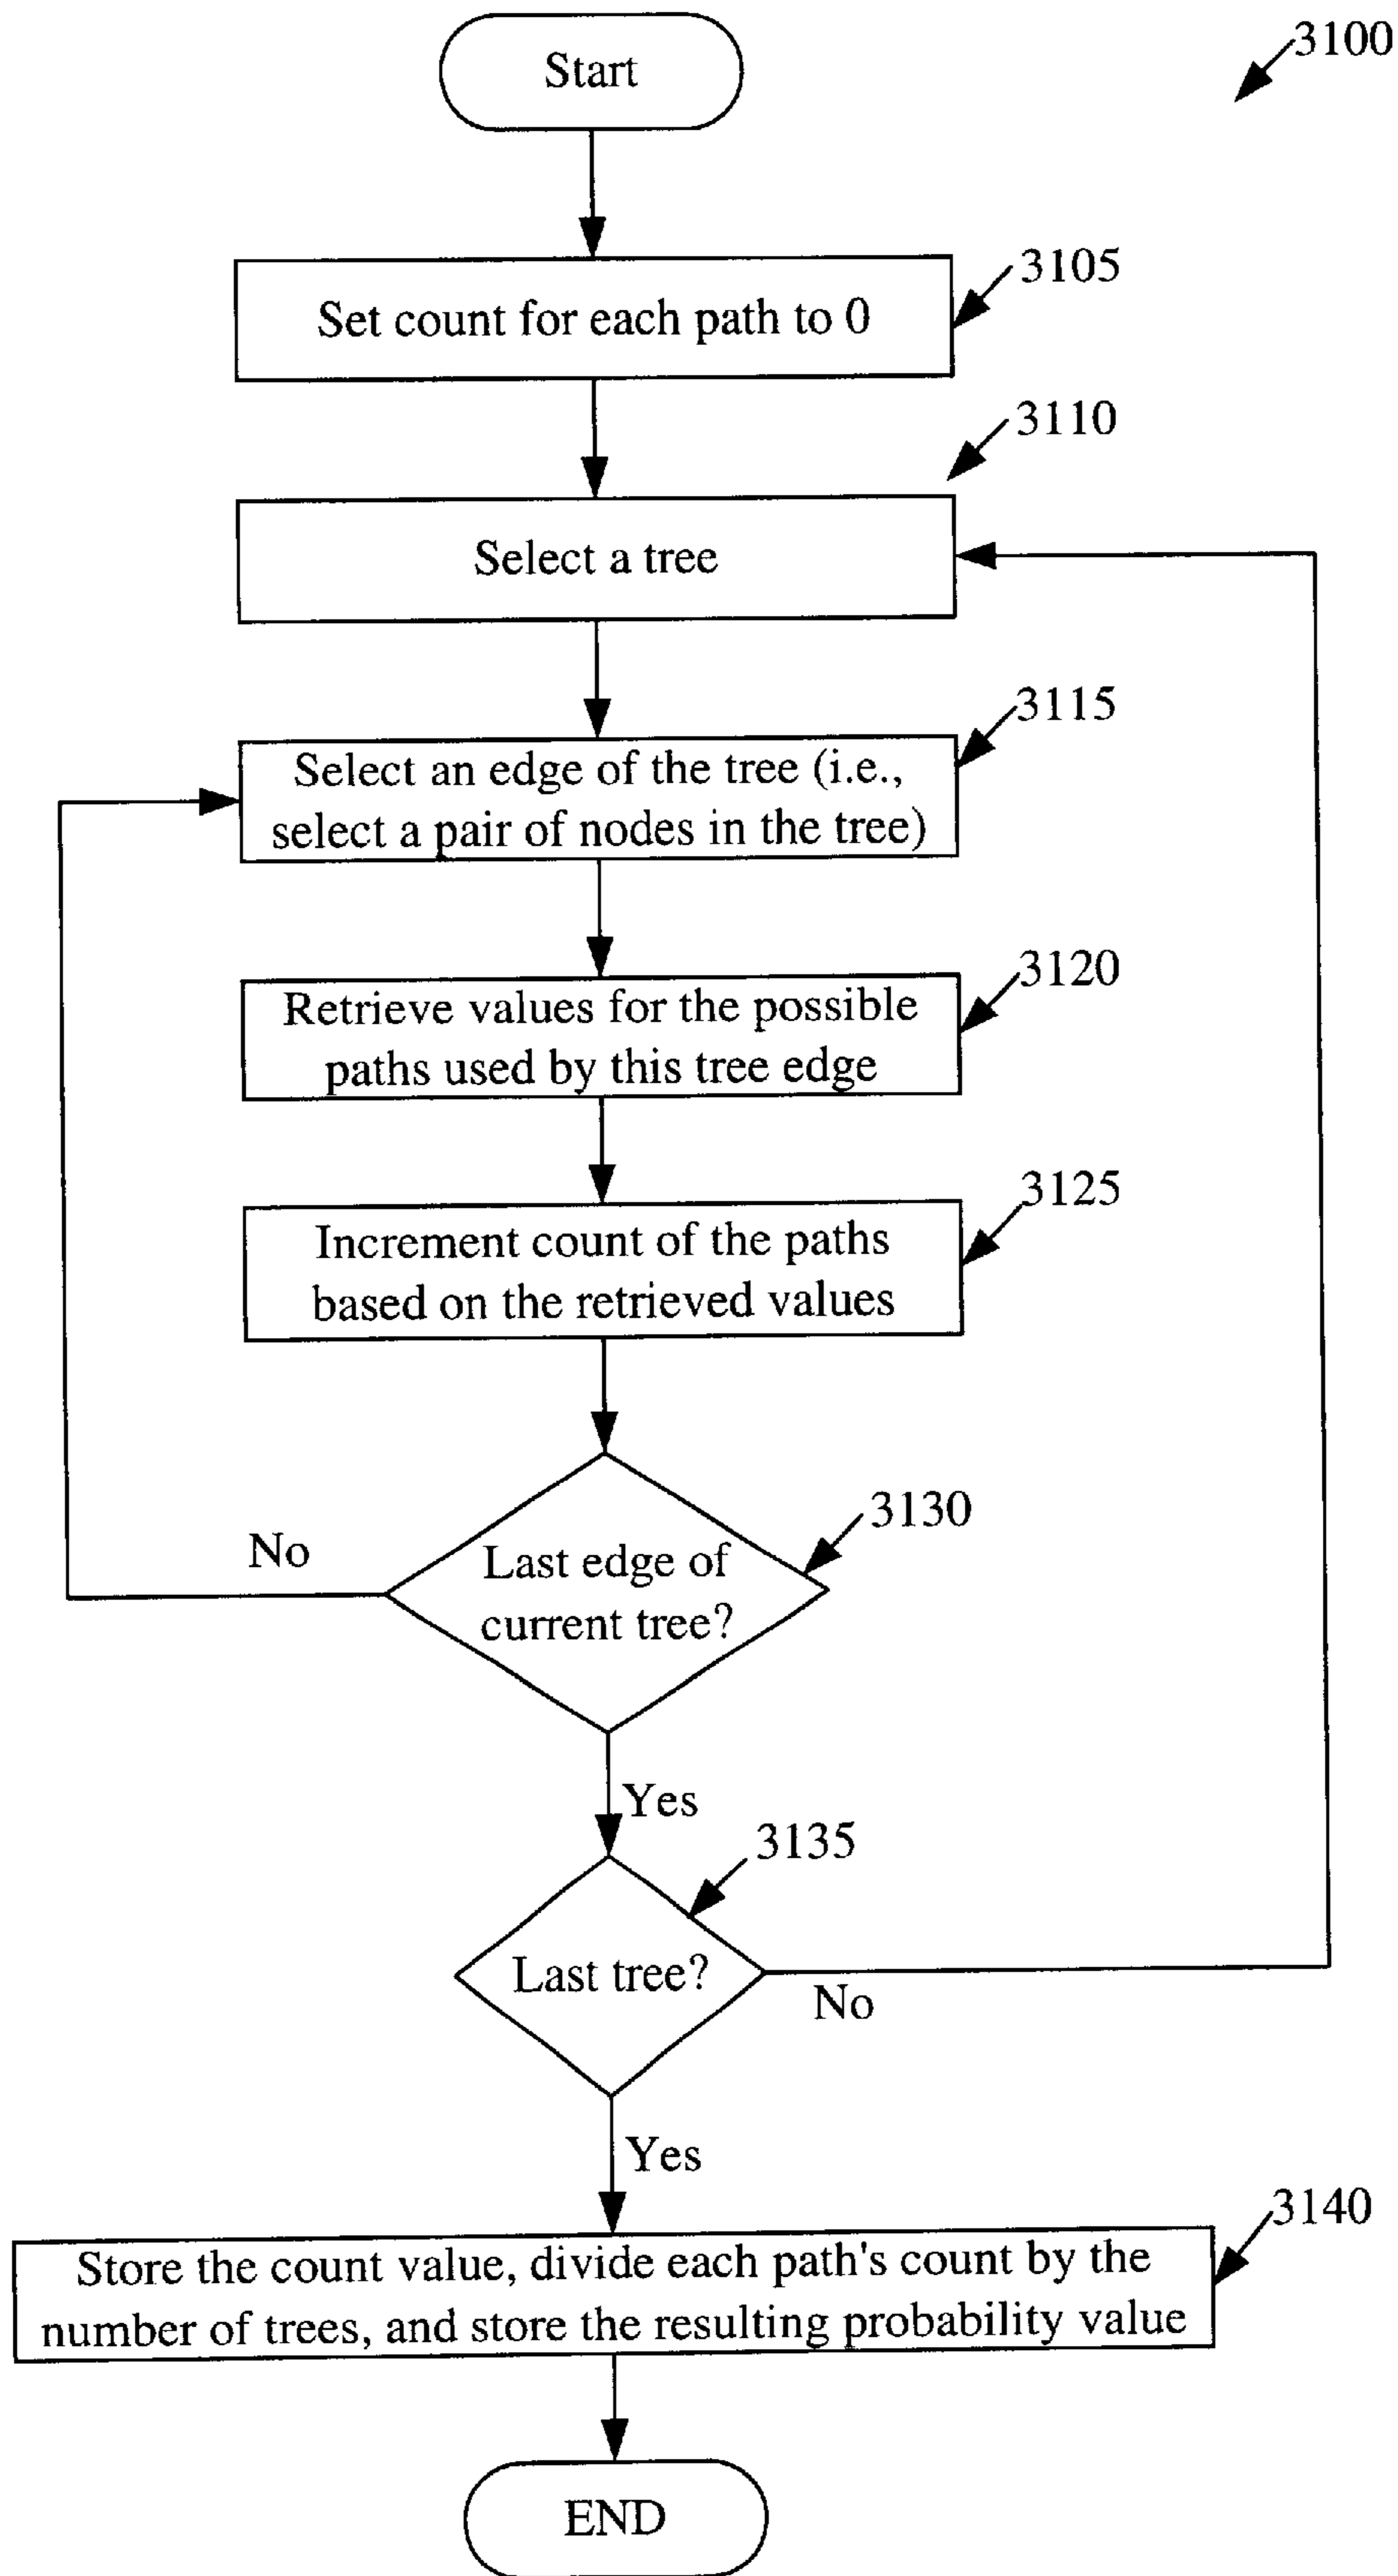 Start
3100
Set count for each path to 0
3105
3110
Select a tree
3115
Select an edge of the tree (i.e.,
select a pair of nodes in the tree)
3120
Retrieve values for the possible
paths used by this tree edge
3125
Increment count of the paths
based on the retrieved values
3130
No
Last edge of
current tree?
Yes
3135
Last tree?
No
Yes
3140
Store the count value, divide each path's count by the
number of trees, and store the resulting probability value
END